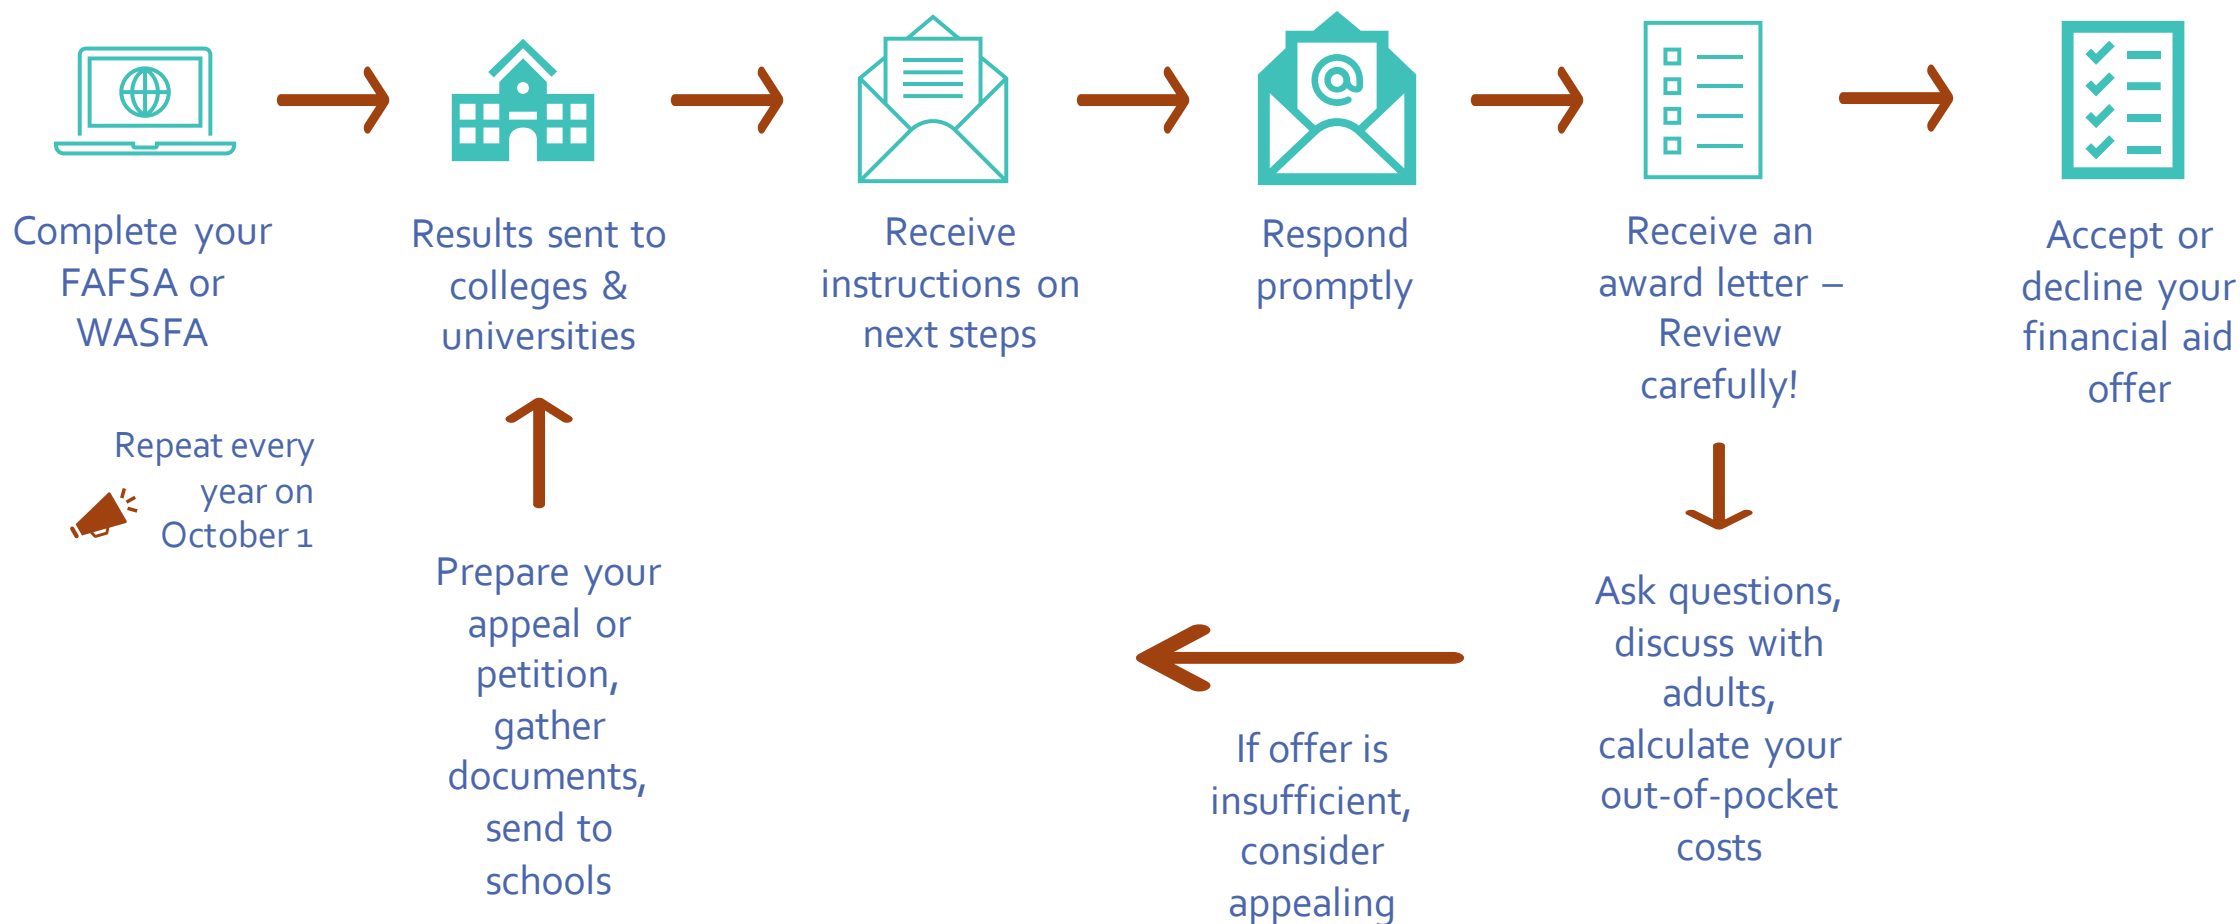 Complete your
FAFSA or
WASFA
Results sent to
colleges &
universities
Receive
instructions on
next steps
Respond
promptly
Receive an
award letter –
Review
carefully!
Accept or
decline your
financial aid
offer
Repeat every
year on
October 1
Prepare your
appeal or
petition,
gather
documents,
send to
schools
If offer is
insufficient,
consider
appealing
Ask questions,
discuss with
adults,
calculate your
out-of-pocket
costs